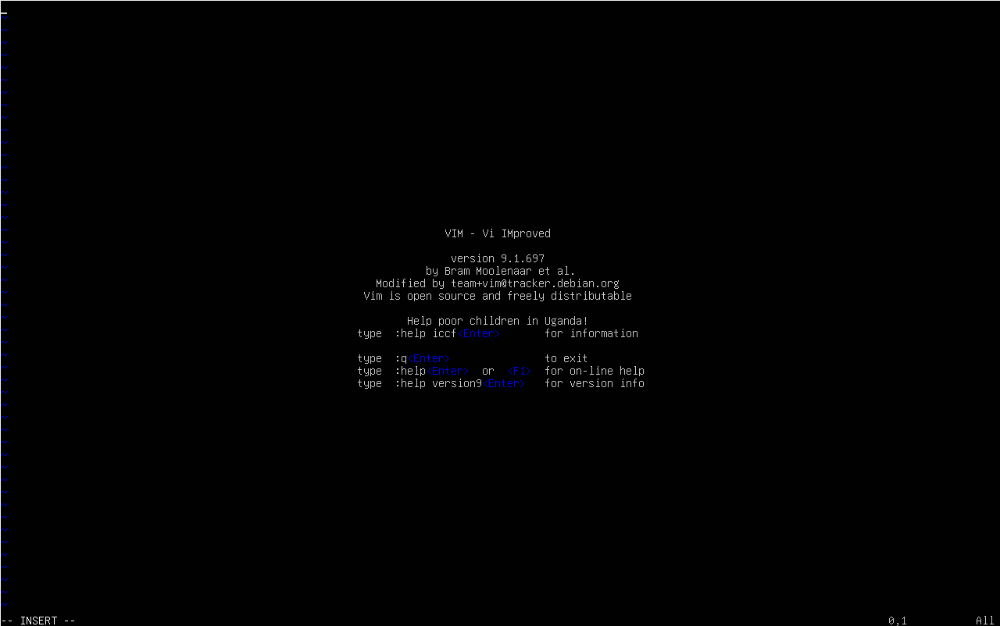 VIM - Vi IMproved
version 9.1.697
by Bram Moolenaar et al.
Modified by team+vim@tracker.debian.org
Vim is open source and freely distributable
Help poor children in Uganda!
type  :help iccf<Enter>       for information
type  :q<Enter>               to exit
type  :help<Enter>  or  <F1>  for on-line help
type  :help version9<Enter>   for version info
-- INSERT --                  0,1           All